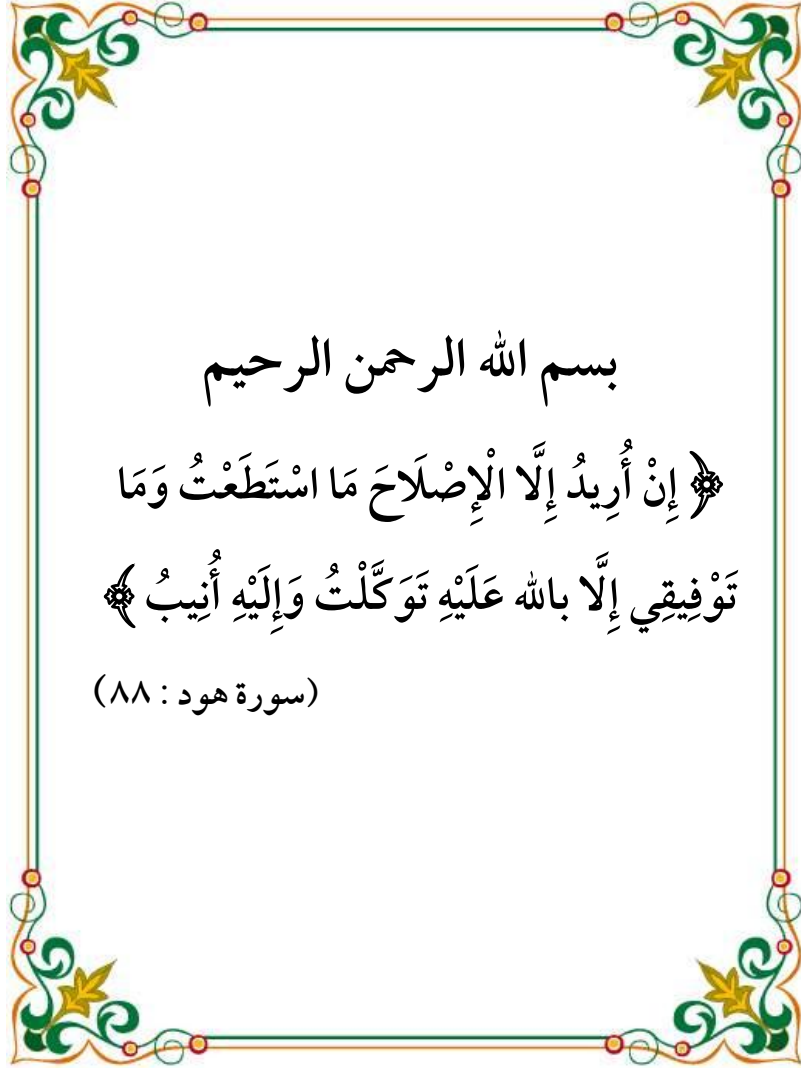 بسم الله الرحمن الرحيم
﴿ إِنْ أُرِيدُ إِلَّا الْإِصْلَاحَ مَا اسْتَطَعْتُ وَمَا
تَوْفِيقِي إِلَّا بالله عَلَيْهِ تَوَكَّلْتُ وَإِلَيْهِ أُنِيبُ ﴾
(سورة هود : ٨٨)